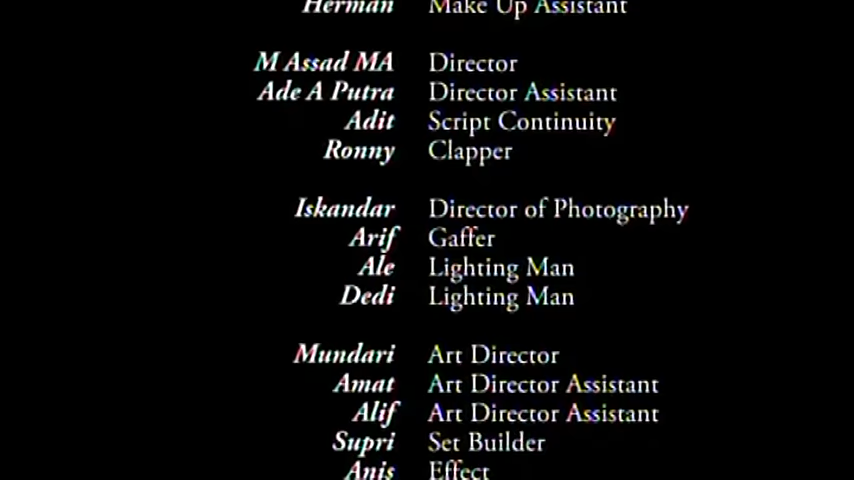 Herman Make Up Assistant
M Assad MA Director
Ade A Putra Director Assistant
Adit Script Continuity
Ronny Clapper
Iskandar Director of Photography
Arif Gaffer
Ale Lighting Man
Dedi Lighting Man
Mundari Art Director
Amat Art Director Assistant
Alif Art Director Assistant
Supri Set Builder
Anis Effect